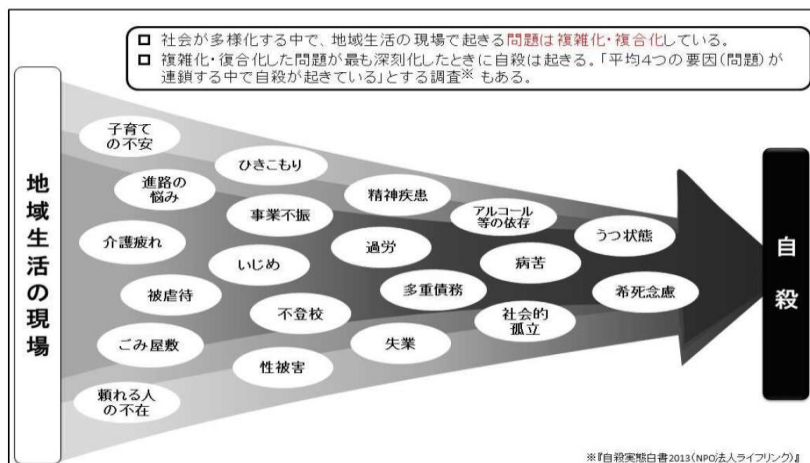 □ 社会が多様化する中で、地域生活の現場で起きる問題は複雑化・複合化している。
□ 複雑化・復合化した問題が最も深刻化したときに自殺は起きる。「平均4つの要因(問題)が
連鎖する中で自殺が起きている」とする調査※ もある。
地域生活の現場
子育て
の不安
ひきこもり
進路の
悩み
精神疾患
事業不振
アルコール
等の依存
うつ状態
介護疲れ
過労
いじめ
病苦
被虐待
多重債務
希死念慮
不登校
社会的
孤立
ごみ屋敷
失業
性被害
頼れる人
の不在
自殺
※『自殺実態白書2013(NPO法人ライフリンク)』